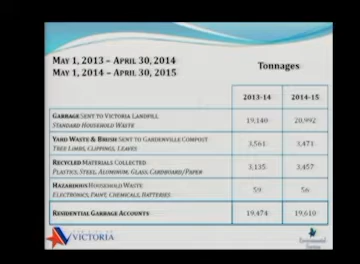 MAY 1, 2013 – APRIL 30, 2014
MAY 1, 2014 – APRIL 30, 2015
Tonnages
2013-14 2014-15
GARBAGE SENT TO VICTORIA LANDFILL
STANDARD HOUSEHOLD WASTE
19,140 20,992
YARD WASTE & BRUSH SENT TO GARDENVILLE COMPOST
TREE LIMBS, CLIPPINGS, LEAVES
3,561 3,471
RECYCLED MATERIALS COLLECTED
PLASTICS, STEEL, ALUMINUM, GLASS, CARDBOARD/PAPER
3,135 3,457
HAZARDOUS HOUSEHOLD WASTE
ELECTRONICS, PAINT, CHEMICALS, BATTERIES
59 56
RESIDENTIAL GARBAGE ACCOUNTS
19,474 19,610
VICTORIA
Environmental
Services